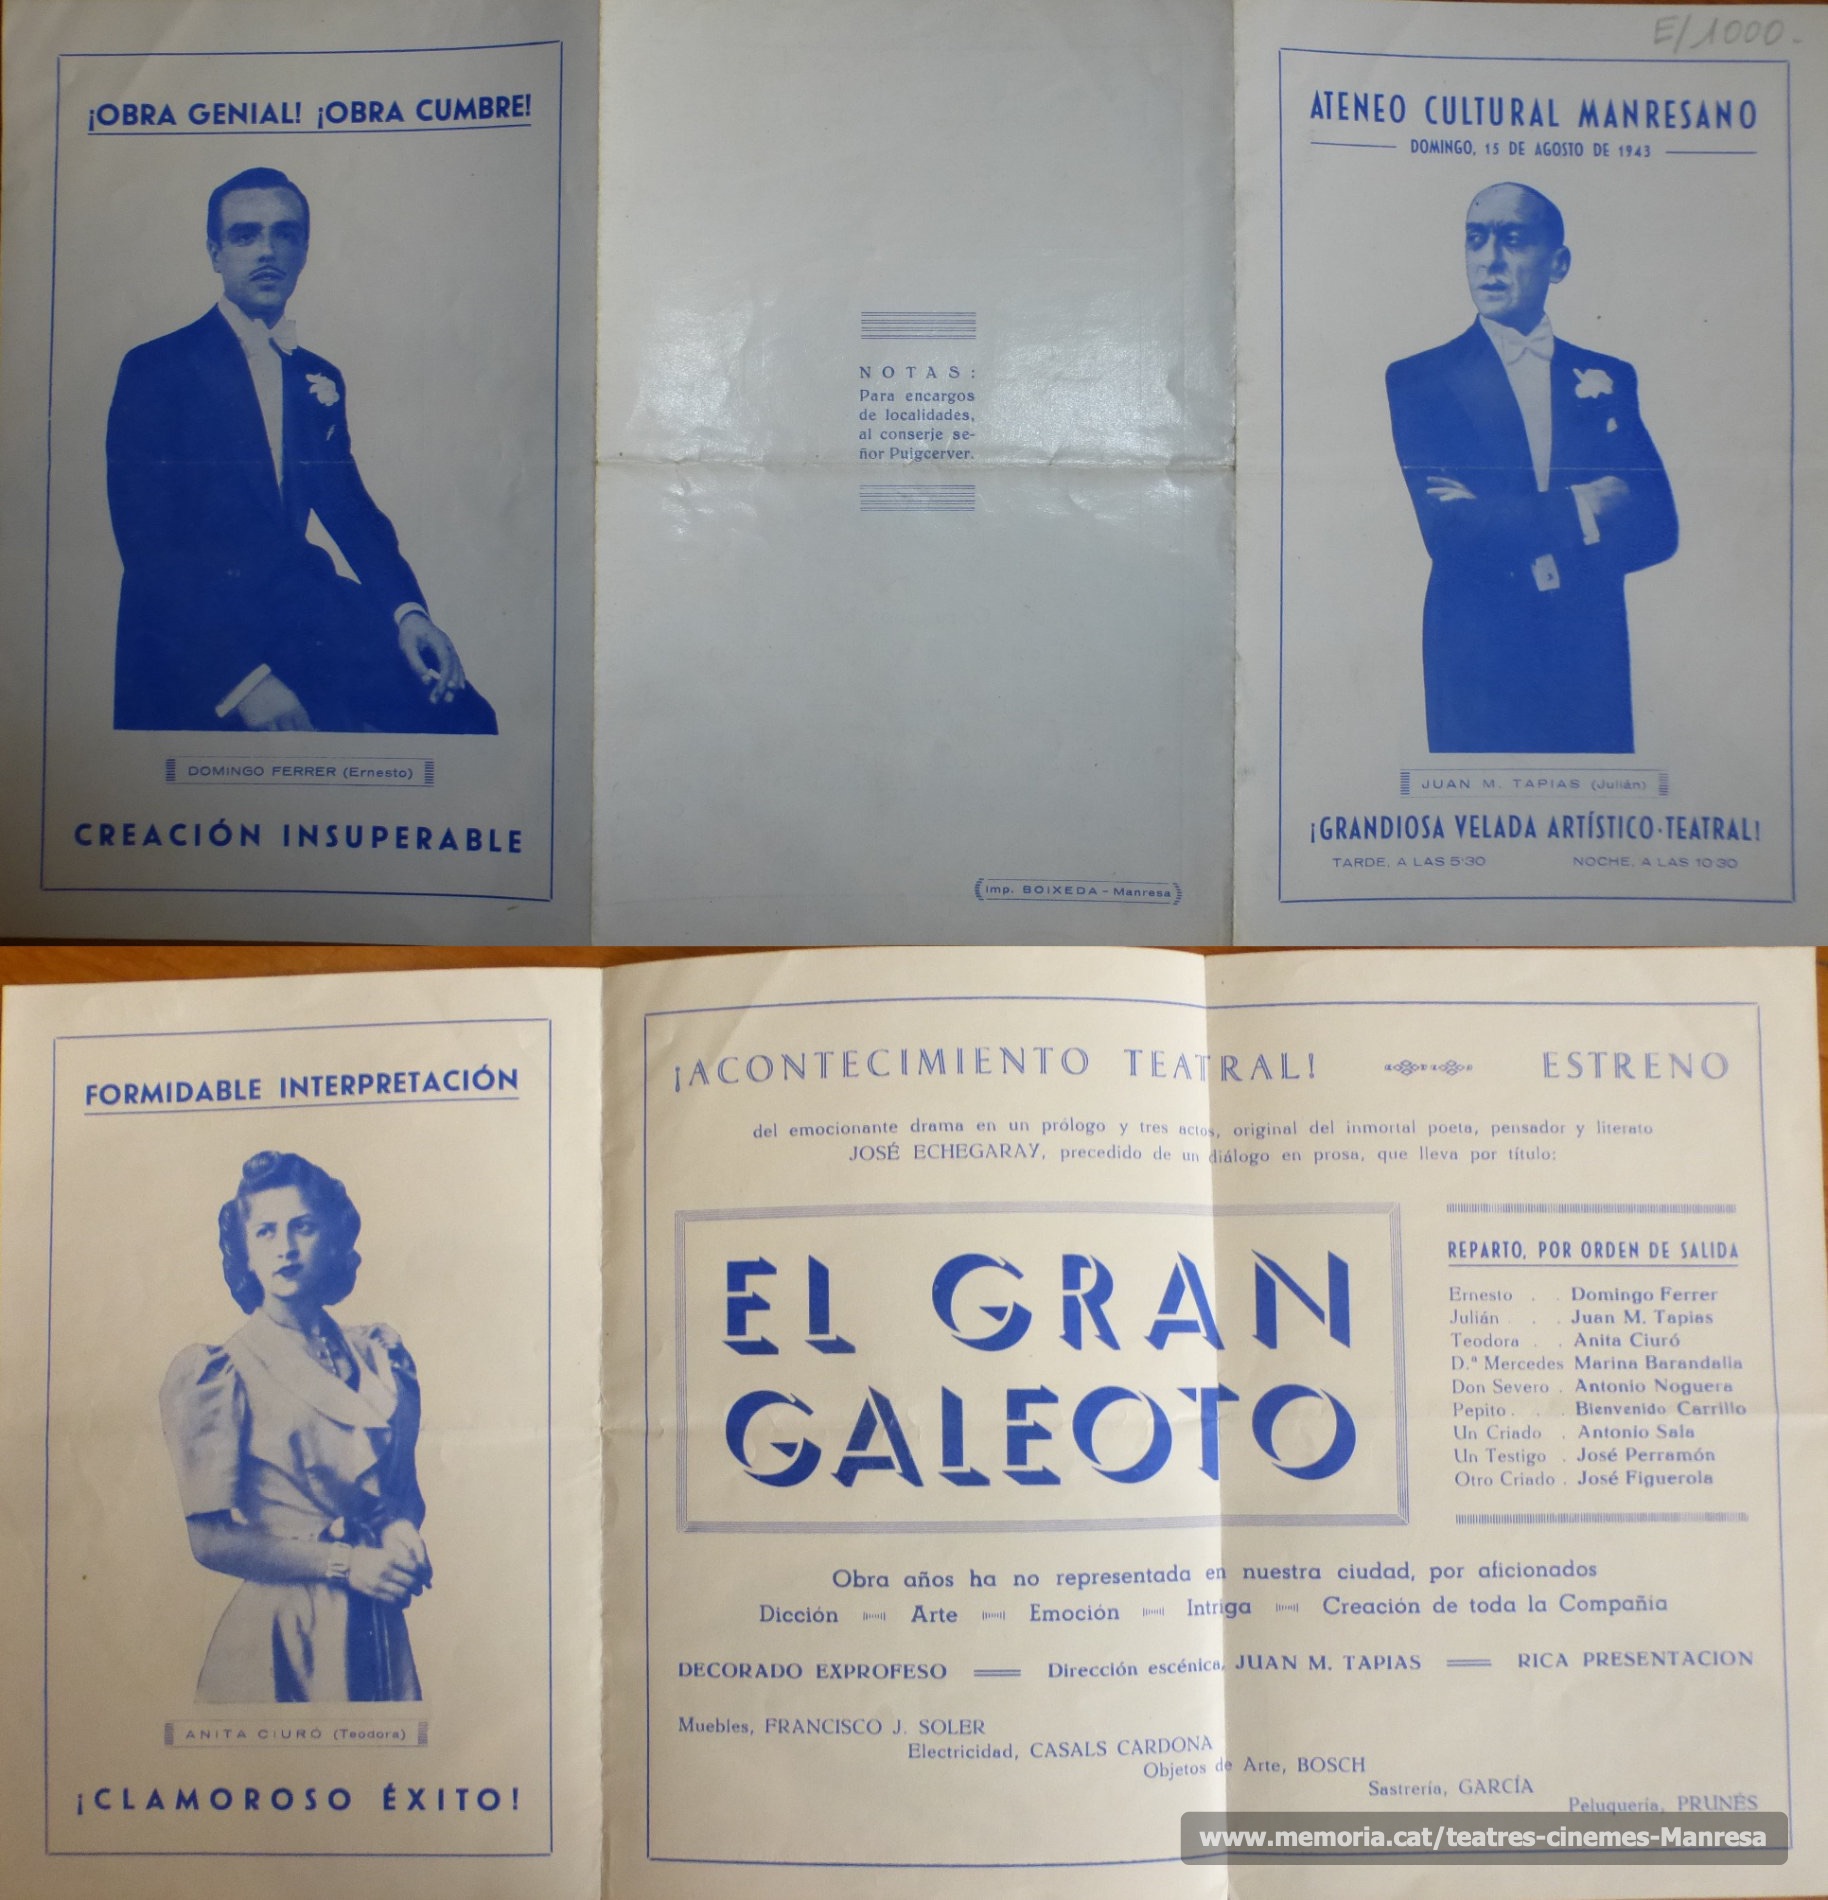 ¡OBRA GENIAL! ¡OBRA CUMBRE!
DOMINGO FERRER (Ernesto)
CREACIÓN INSUPERABLE
NOTAS:
Para encargos
de localidades,
al conserje se-
ñor Puigcerver.
Imp. BOIXEDA - Manresa
E/1000.-
ATENEO CULTURAL MANRESANO
DOMINGO, 15 DE AGOSTO DE 1943
JUAN M. TAPIAS (Julián)
¡GRANDIOSA VELADA ARTÍSTICO-TEATRAL!
TARDE, A LAS 5·30 NOCHE, A LAS 10 30
FORMIDABLE INTERPRETACIÓN
ANITA CIURÓ (Teodora)
¡CLAMOROSO ÉXITO!
¡ACONTECIMIENTO TEATRAL! ESTRENO
del emocionante drama en un prólogo y tres actos, original del inmortal poeta, pensador y literato
JOSÉ ECHEGARAY, precedido de un diálogo en prosa, que lleva por título:
EL GRAN
GALEOTO
REPARTO, POR ORDEN DE SALIDA
Ernesto . . Domingo Ferrer
Julián . . . Juan M. Tapias
Teodora . . Anita Ciuró
D.ª Mercedes Marina Barandalla
Don Severo . Antonio Noguera
Pepito . . . Bienvenido Carrillo
Un Criado . Antonio Sala
Un Testigo . José Perramón
Otro Criado . José Figuerola
Obra años ha no representada en nuestra ciudad, por aficionados
Dicción Arte Emoción Intriga Creación de toda la Compañia
DECORADO EXPROFESO Dirección escénica, JUAN M. TAPIAS RICA PRESENTACION
Muebles, FRANCISCO J. SOLER
Electricidad, CASALS CARDONA
Objetos de Arte, BOSCH
Sastrería, GARCÍA
Peluquería, PRUNÉS
www.memoria.cat/teatres-cinemes-Manresa